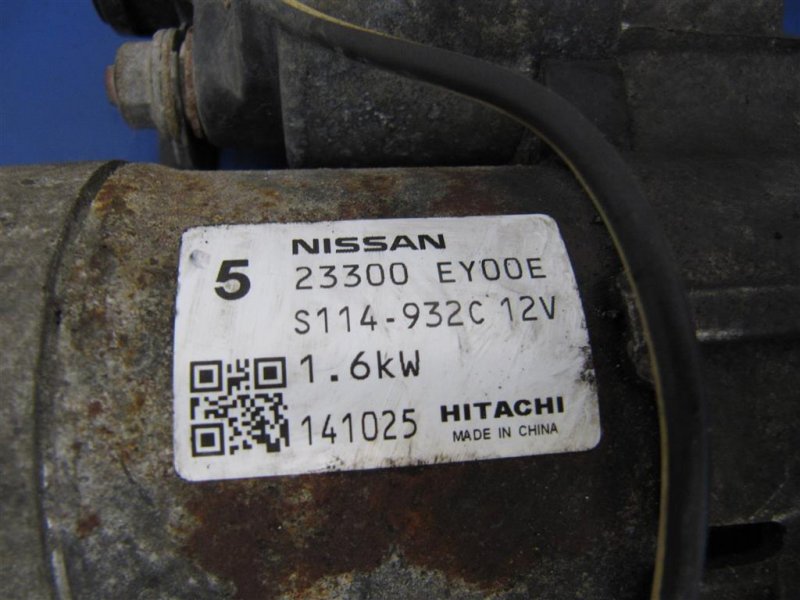 5 NISSAN
23300 EY00E
S114-932C 12V
1.6kW
141025 HITACHI
MADE IN CHINA